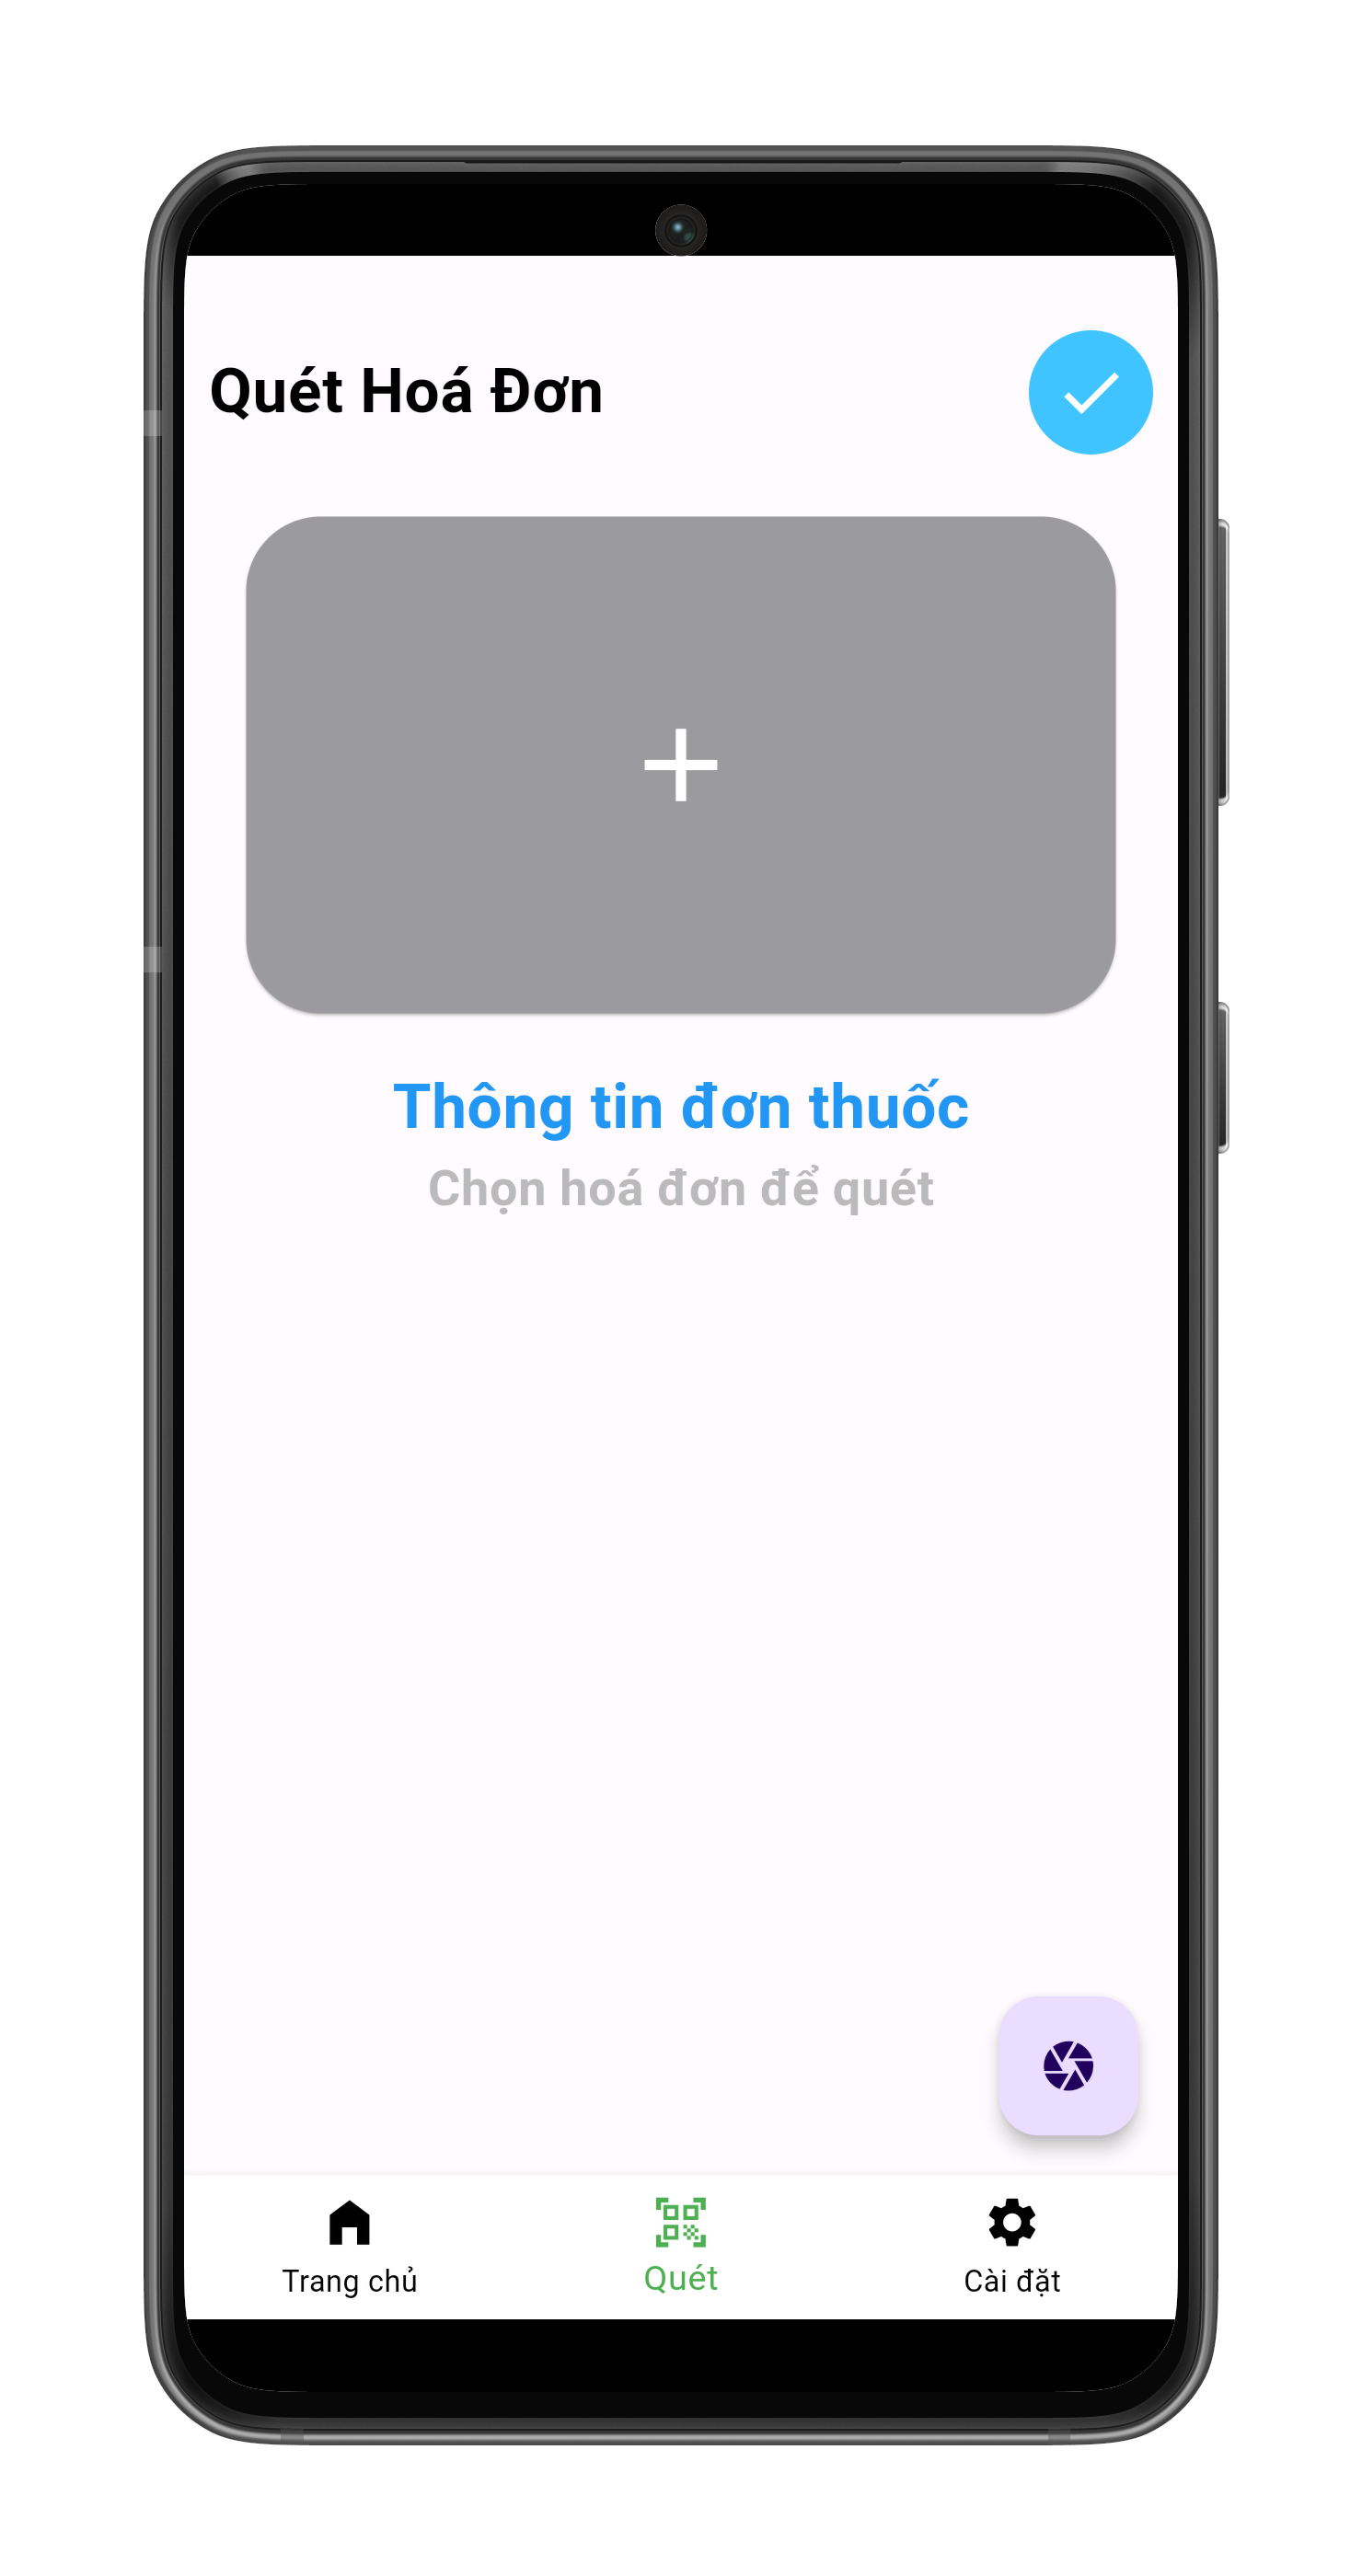 Quét Hoá Đơn
Thông tin đơn thuốc
Chọn hoá đơn để quét
Trang chủ
Quét
Cài đặt